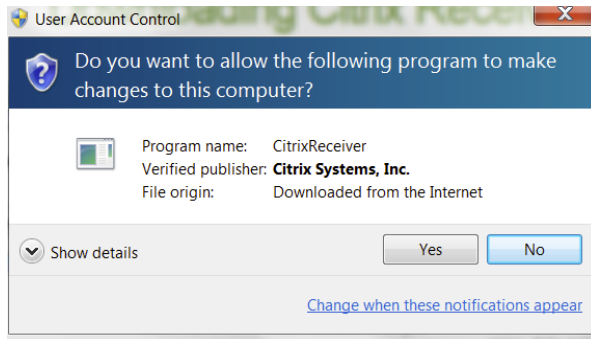 User Account Control
Do you want to allow the following program to make
changes to this computer?
Program name: CitrixReceiver
Verified publisher: Citrix Systems, Inc.
File origin: Downloaded from the Internet
Show details
Yes
No
Change when these notifications appear